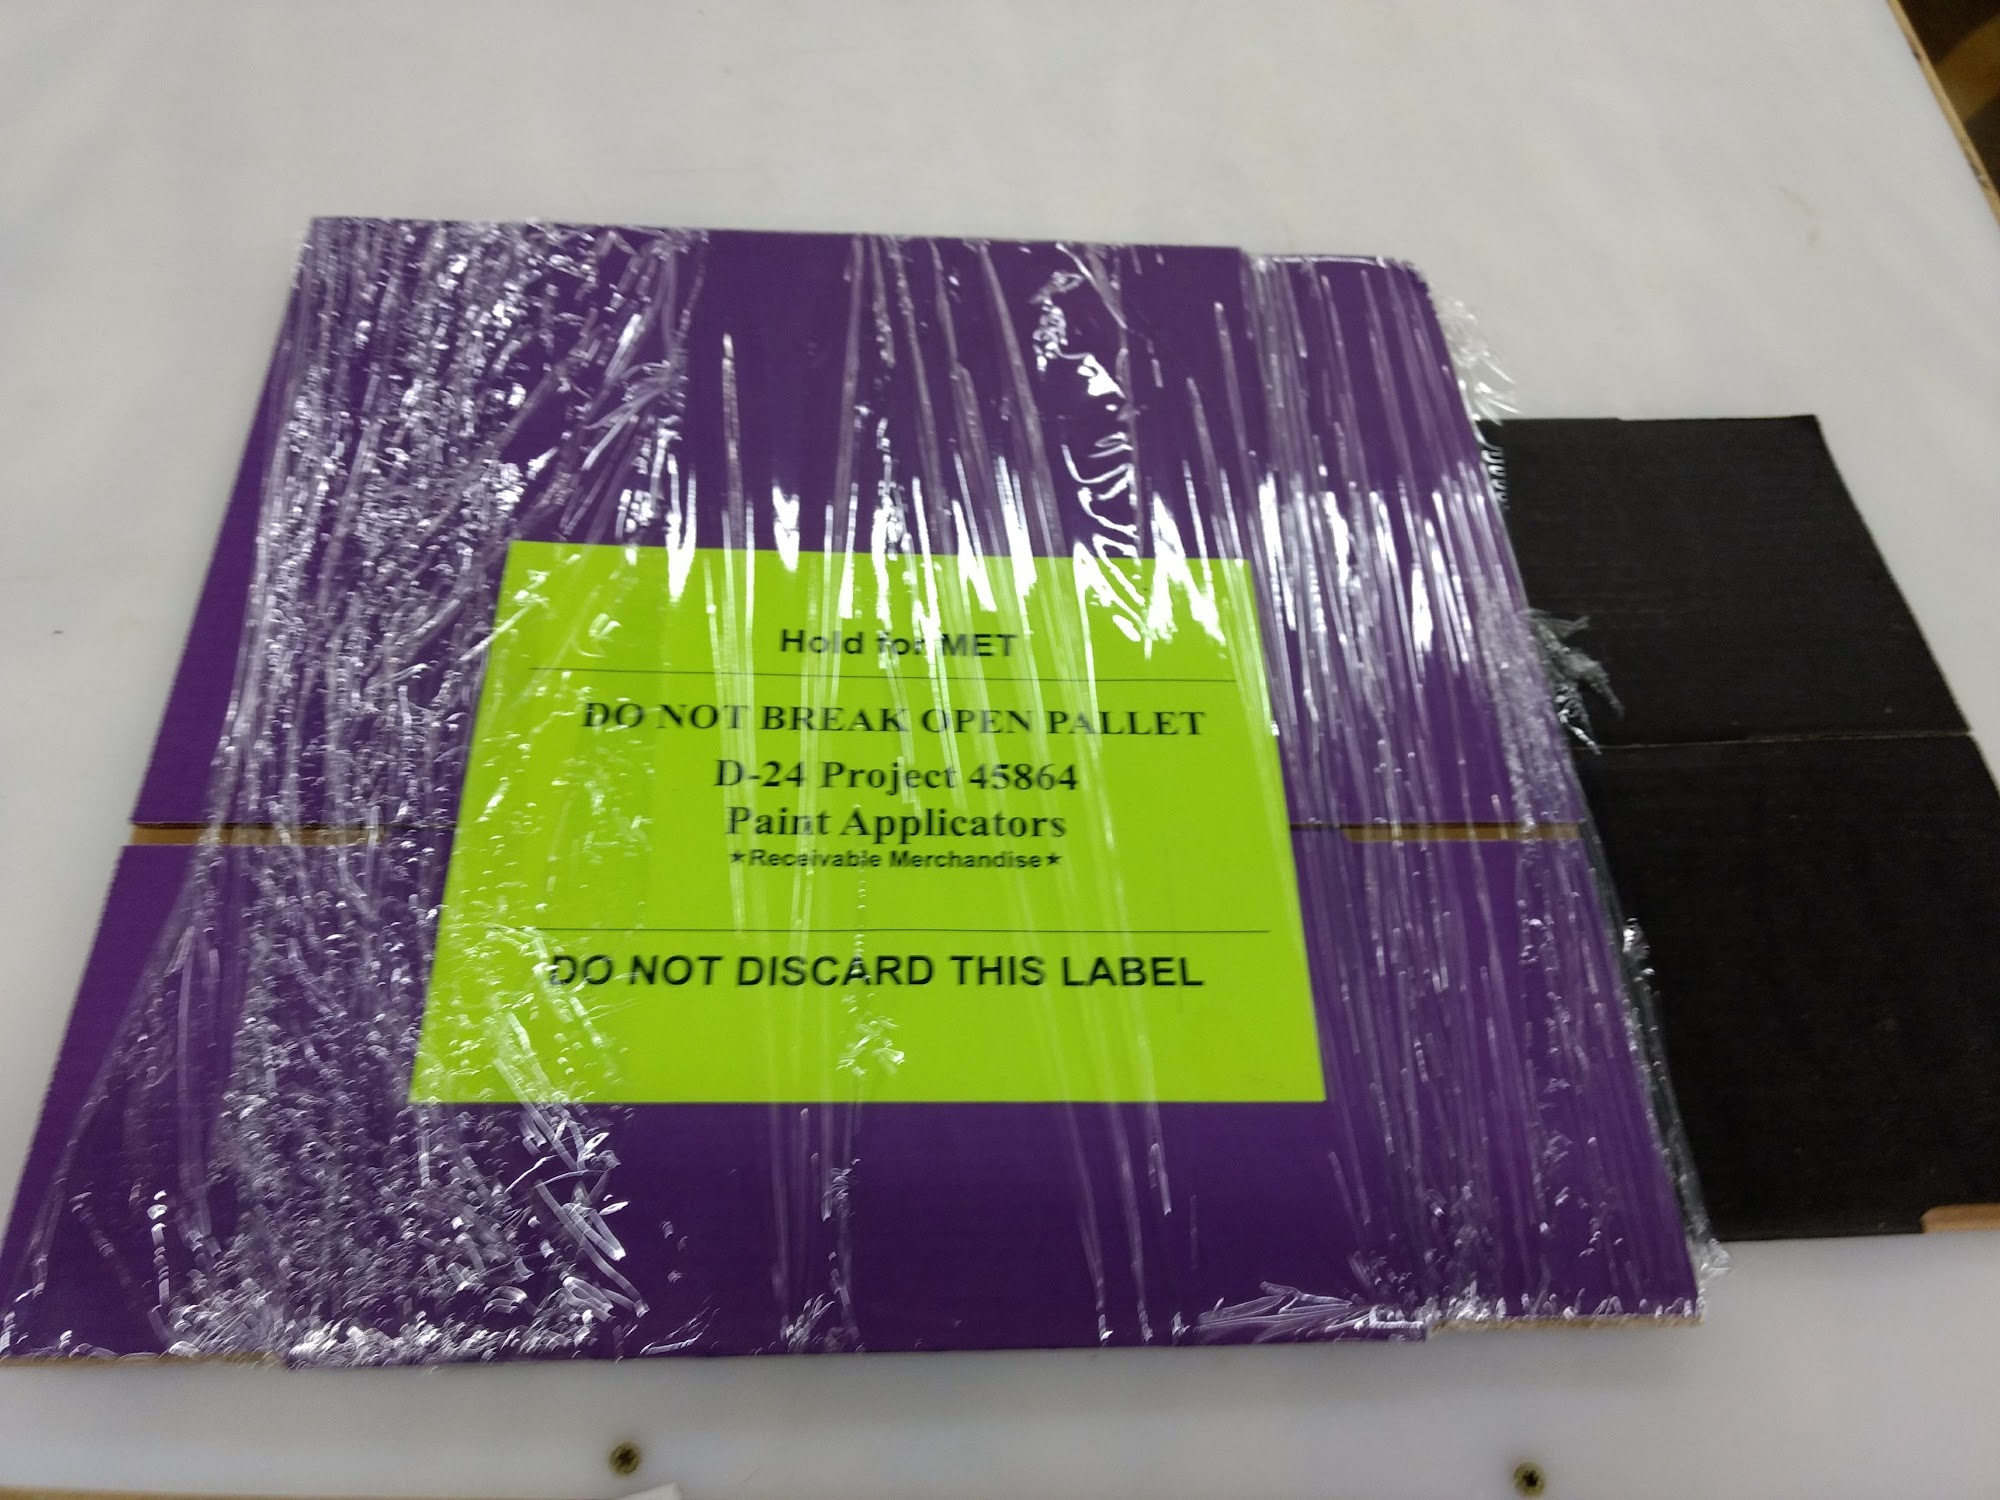 Hold for MET
DO NOT BREAK OPEN PALLET
D-24 Project 45864
Paint Applicators
*Receivable Merchandise*
DO NOT DISCARD THIS LABEL